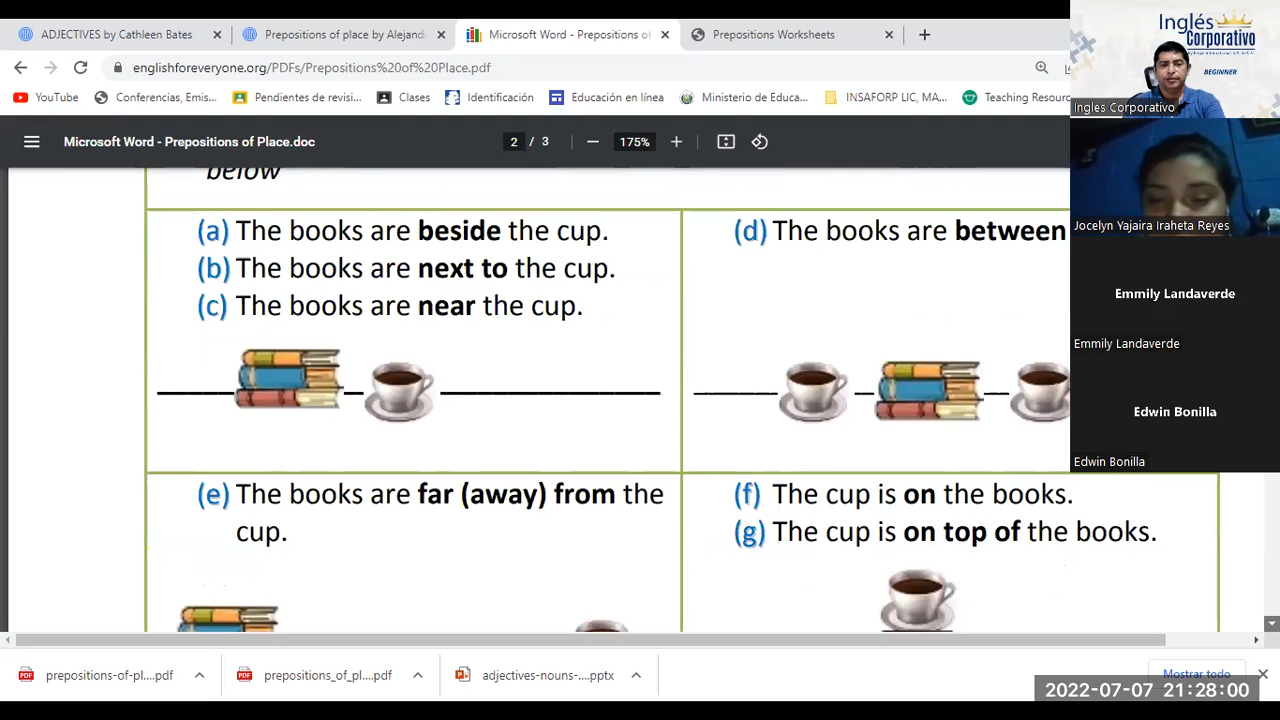 ADJECTIVES by Cathleen Bates
Prepositions of place by Alejand
Microsoft Word - Prepositions of
Prepositions Worksheets
englishforeveryone.org/PDFs/Prepositions%20of%20Place.pdf
YouTube
Conferencias, Emis...
Pendientes de revisi...
Clases
Identificación
Educación en línea
Ministerio de Educa...
INSAFORP LIC, MA...
Teaching Resourc
Microsoft Word - Prepositions of Place.doc
2 / 3
175%
below
(a) The books are beside the cup.
(b) The books are next to the cup.
(c) The books are near the cup.
(d) The books are between
(e) The books are far (away) from the
cup.
(f) The cup is on the books.
(g) The cup is on top of the books.
Inglés
Corporativo
BEGINNER
Ingles Corporativo
Jocelyn Yajaira Iraheta Reyes
Emmily Landaverde
Emmily Landaverde
Edwin Bonilla
Edwin Bonilla
prepositions-of-pl....pdf
prepositions_of_pl....pdf
adjectives-nouns-....pptx
Mostrar todo
2022-07-07 21:28:00